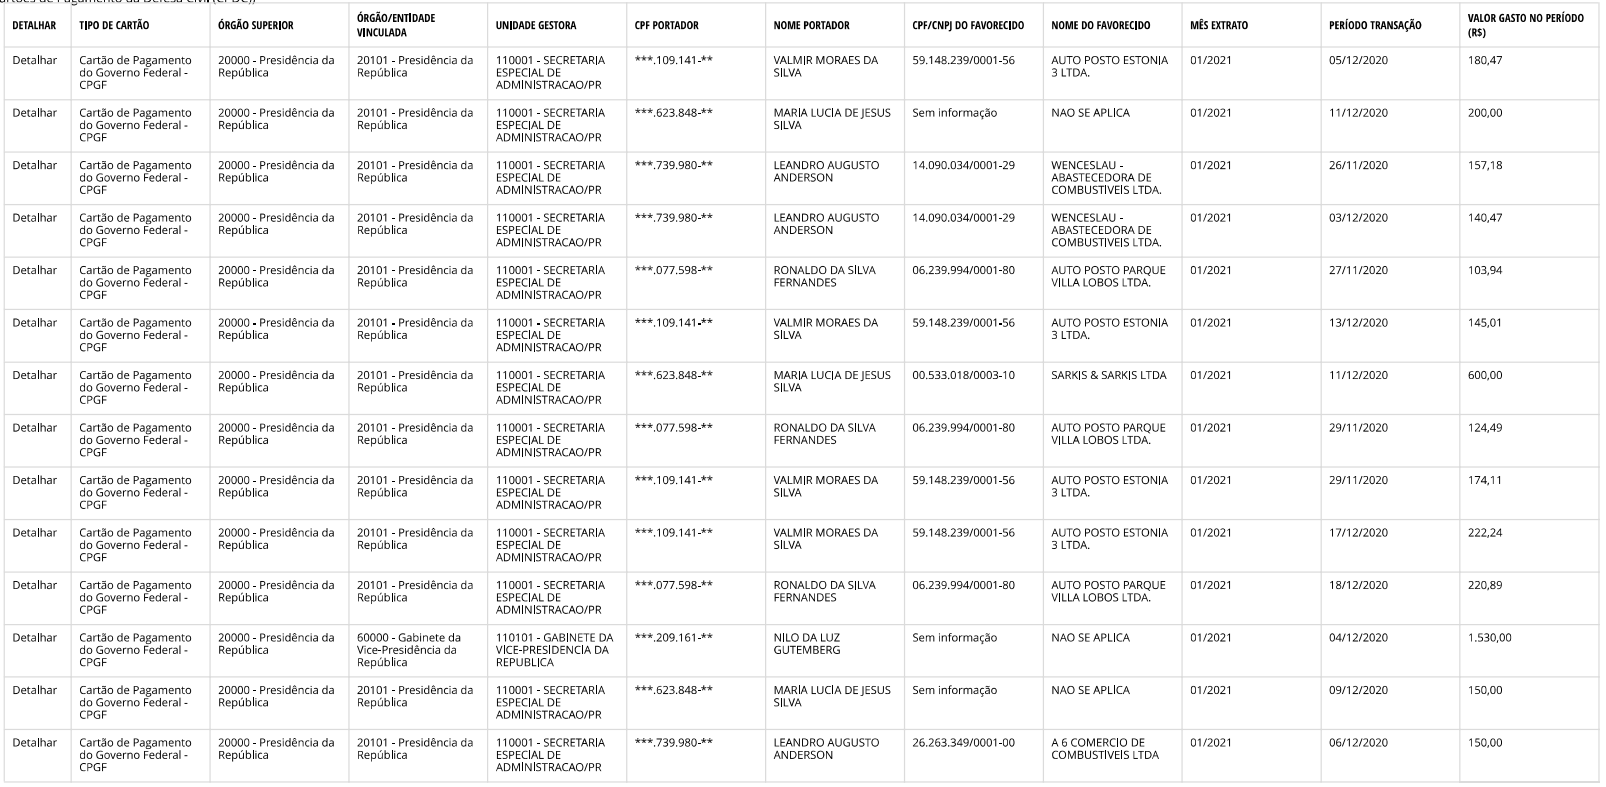 DETALHAR TIPO DE CARTÃO ÓRGÃO SUPERIOR ÓRGÃO/ENTIDADE VINCULADA UNIDADE GESTORA CPF PORTADOR NOME PORTADOR CPF/CNPJ DO FAVORECIDO NOME DO FAVORECIDO MÊS EXTRATO PERÍODO TRANSAÇÃO VALOR GASTO NO PERÍODO (R$)
Detalhar Cartão de Pagamento do Governo Federal - CPGF 20000 - Presidência da República 20101 - Presidência da República 110001 - SECRETARIA ESPECIAL DE ADMINISTRACAO/PR ***.109.141-** VALMIR MORAES DA SILVA 59.148.239/0001-56 AUTO POSTO ESTONIA 3 LTDA. 01/2021 05/12/2020 180,47
Detalhar Cartão de Pagamento do Governo Federal - CPGF 20000 - Presidência da República 20101 - Presidência da República 110001 - SECRETARIA ESPECIAL DE ADMINISTRACAO/PR ***.623.848-** MARIA LUCIA DE JESUS SILVA Sem informação NAO SE APLICA 01/2021 11/12/2020 200,00
Detalhar Cartão de Pagamento do Governo Federal - CPGF 20000 - Presidência da República 20101 - Presidência da República 110001 - SECRETARIA ESPECIAL DE ADMINISTRACAO/PR ***.739.980-** LEANDRO AUGUSTO ANDERSON 14.090.034/0001-29 WENCESLAU - ABASTECEDORA DE COMBUSTIVEIS LTDA. 01/2021 26/11/2020 157,18
Detalhar Cartão de Pagamento do Governo Federal - CPGF 20000 - Presidência da República 20101 - Presidência da República 110001 - SECRETARIA ESPECIAL DE ADMINISTRACAO/PR ***.739.980-** LEANDRO AUGUSTO ANDERSON 14.090.034/0001-29 WENCESLAU - ABASTECEDORA DE COMBUSTIVEIS LTDA. 01/2021 03/12/2020 140,47
Detalhar Cartão de Pagamento do Governo Federal - CPGF 20000 - Presidência da República 20101 - Presidência da República 110001 - SECRETARIA ESPECIAL DE ADMINISTRACAO/PR ***.077.598-** RONALDO DA SILVA FERNANDES 06.239.994/0001-80 AUTO POSTO PARQUE VILLA LOBOS LTDA. 01/2021 27/11/2020 103,94
Detalhar Cartão de Pagamento do Governo Federal - CPGF 20000 - Presidência da República 20101 - Presidência da República 110001 - SECRETARIA ESPECIAL DE ADMINISTRACAO/PR ***.109.141-** VALMIR MORAES DA SILVA 59.148.239/0001-56 AUTO POSTO ESTONIA 3 LTDA. 01/2021 13/12/2020 145,01
Detalhar Cartão de Pagamento do Governo Federal - CPGF 20000 - Presidência da República 20101 - Presidência da República 110001 - SECRETARIA ESPECIAL DE ADMINISTRACAO/PR ***.623.848-** MARIA LUCIA DE JESUS SILVA 00.533.018/0003-10 SARKIS & SARKIS LTDA 01/2021 11/12/2020 600,00
Detalhar Cartão de Pagamento do Governo Federal - CPGF 20000 - Presidência da República 20101 - Presidência da República 110001 - SECRETARIA ESPECIAL DE ADMINISTRACAO/PR ***.077.598-** RONALDO DA SILVA FERNANDES 06.239.994/0001-80 AUTO POSTO PARQUE VILLA LOBOS LTDA. 01/2021 29/11/2020 124,49
Detalhar Cartão de Pagamento do Governo Federal - CPGF 20000 - Presidência da República 20101 - Presidência da República 110001 - SECRETARIA ESPECIAL DE ADMINISTRACAO/PR ***.109.141-** VALMIR MORAES DA SILVA 59.148.239/0001-56 AUTO POSTO ESTONIA 3 LTDA. 01/2021 29/11/2020 174,11
Detalhar Cartão de Pagamento do Governo Federal - CPGF 20000 - Presidência da República 20101 - Presidência da República 110001 - SECRETARIA ESPECIAL DE ADMINISTRACAO/PR ***.109.141-** VALMIR MORAES DA SILVA 59.148.239/0001-56 AUTO POSTO ESTONIA 3 LTDA. 01/2021 17/12/2020 222,24
Detalhar Cartão de Pagamento do Governo Federal - CPGF 20000 - Presidência da República 20101 - Presidência da República 110001 - SECRETARIA ESPECIAL DE ADMINISTRACAO/PR ***.077.598-** RONALDO DA SILVA FERNANDES 06.239.994/0001-80 AUTO POSTO PARQUE VILLA LOBOS LTDA. 01/2021 18/12/2020 220,89
Detalhar Cartão de Pagamento do Governo Federal - CPGF 20000 - Presidência da República 60000 - Gabinete da Vice-Presidência da República 110101 - GABINETE DA VICE-PRESIDENCIA DA REPUBLICA ***.209.161-** NILO DA LUZ GUTEMBERG Sem informação NAO SE APLICA 01/2021 04/12/2020 1.530,00
Detalhar Cartão de Pagamento do Governo Federal - CPGF 20000 - Presidência da República 20101 - Presidência da República 110001 - SECRETARIA ESPECIAL DE ADMINISTRACAO/PR ***.623.848-** MARIA LUCIA DE JESUS SILVA Sem informação NAO SE APLICA 01/2021 09/12/2020 150,00
Detalhar Cartão de Pagamento do Governo Federal - CPGF 20000 - Presidência da República 20101 - Presidência da República 110001 - SECRETARIA ESPECIAL DE ADMINISTRACAO/PR ***.739.980-** LEANDRO AUGUSTO ANDERSON 26.263.349/0001-00 A 6 COMERCIO DE COMBUSTIVEIS LTDA 01/2021 06/12/2020 150,00